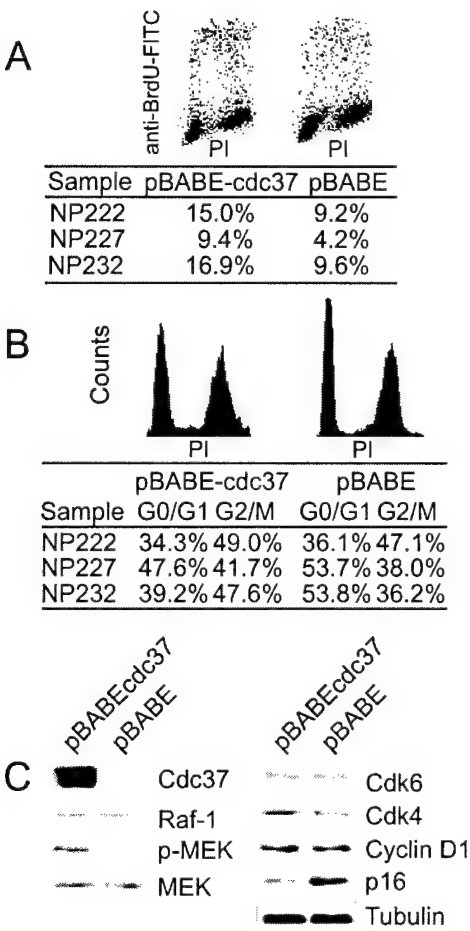 A
anti-BrdU-FITC
PI PI
Sample pBABE-cdc37 pBABE
NP222 15.0% 9.2%
NP227 9.4% 4.2%
NP232 16.9% 9.6%
B
Counts
PI PI
pBABE-cdc37 pBABE
Sample G0/G1 G2/M G0/G1 G2/M
NP222 34.3% 49.0% 36.1% 47.1%
NP227 47.6% 41.7% 53.7% 38.0%
NP232 39.2% 47.6% 53.8% 36.2%
C
pBABEcdc37 pBABE pBABEcdc37 pBABE
Cdc37
Raf-1
p-MEK
MEK
Cdk6
Cdk4
Cyclin D1
p16
Tubulin